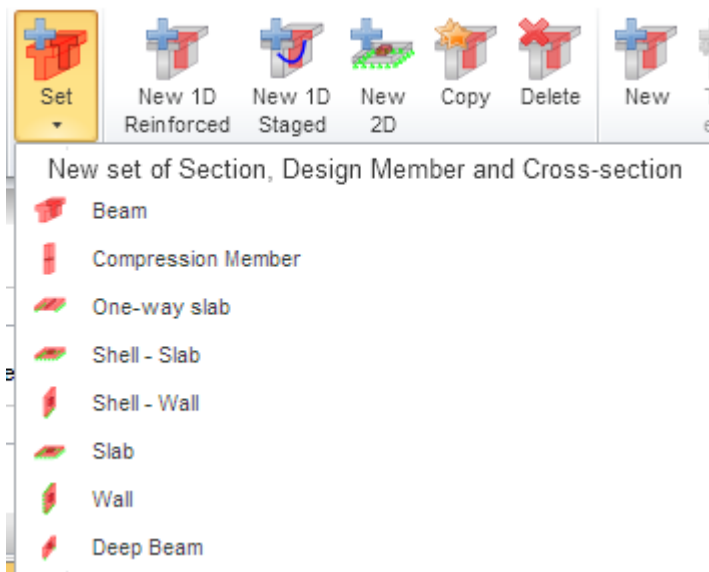 Set
New 1D
Reinforced
New 1D
Staged
New
2D
Copy
Delete
New
New set of Section, Design Member and Cross-section
Beam
Compression Member
One-way slab
Shell - Slab
Shell - Wall
Slab
Wall
Deep Beam